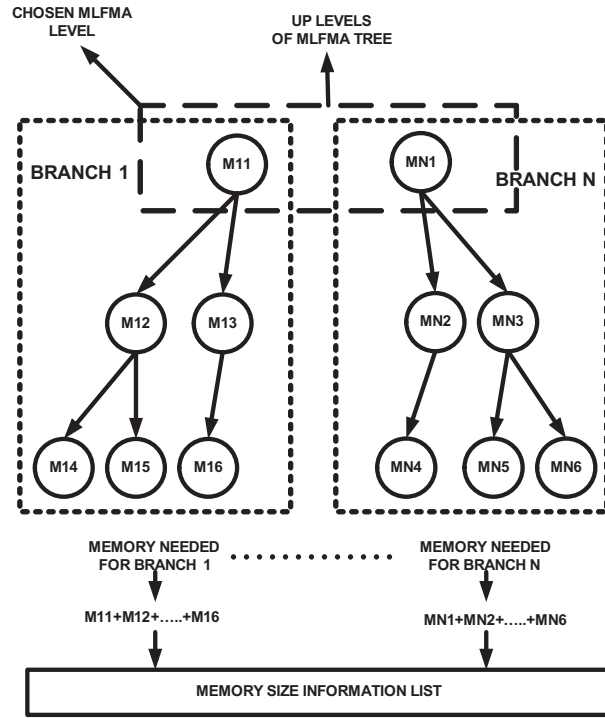 CHOSEN MLFMA
LEVEL
UP LEVELS
OF MLFMA TREE
BRANCH 1
M11
MN1
BRANCH N
M12
M13
MN2
MN3
M14
M15
M16
MN4
MN5
MN6
MEMORY NEEDED
FOR BRANCH 1
MEMORY NEEDED
FOR BRANCH N
M11+M12+…..+M16
MN1+MN2+…..+MN6
MEMORY SIZE INFORMATION LIST